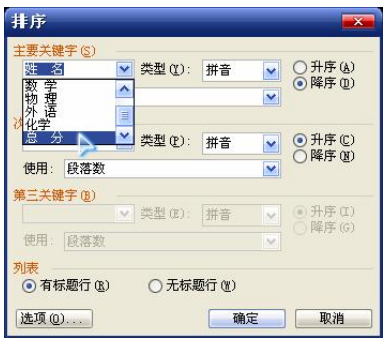 排序
主要关键字(S)
姓 名 类型(Y): 拼音 升序(A)
数 学 降序(D)
物 理
外 语
化学
总 分 类型(P): 拼音 升序(C)
降序(N)
使用: 段落数
第三关键字(B)
类型(E): 拼音 升序(I)
降序(G)
使用: 段落数
列表
有标题行(R) 无标题行(W)
选项(O)... 确定 取消